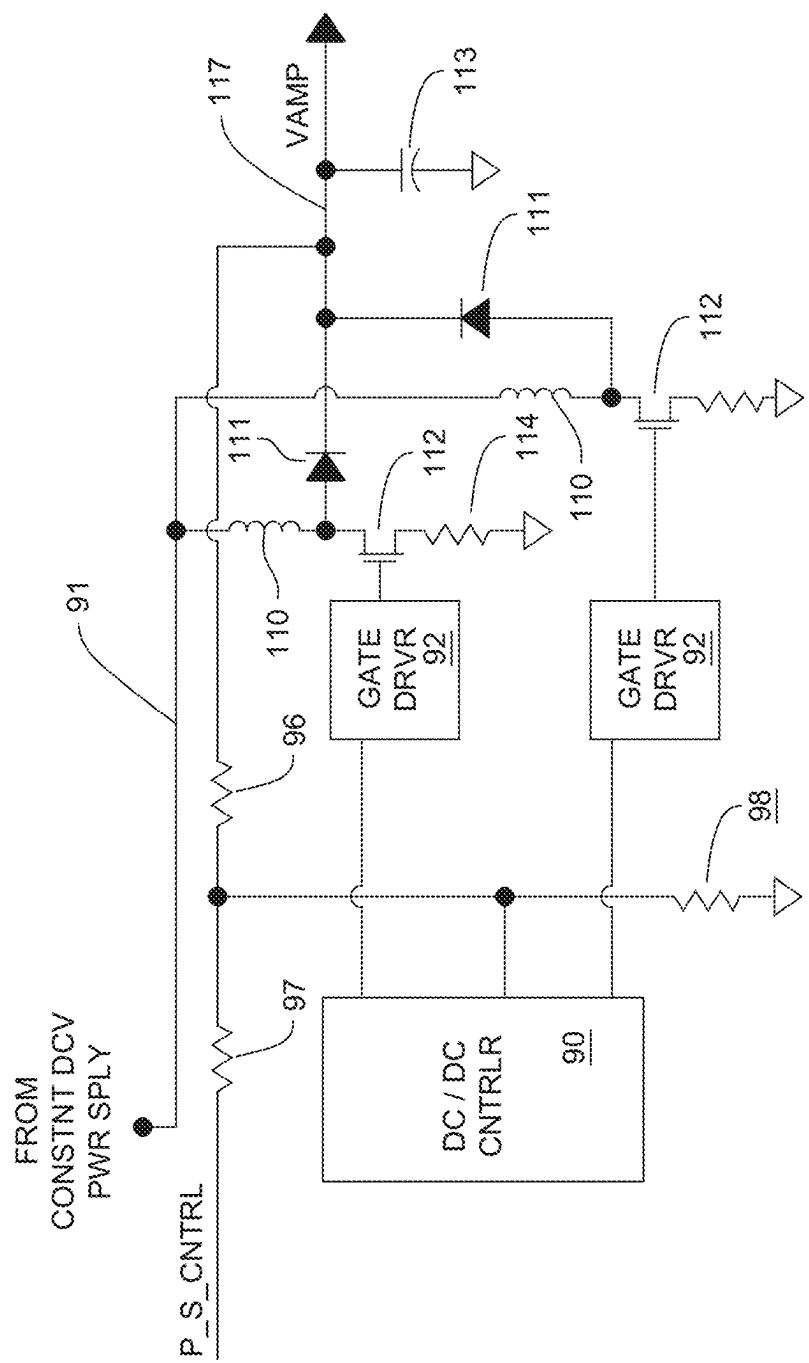 FROM
CONSTNT DCV
PWR SPLY
P_S_CNTRL
91
96
97
117
VAMP
113
111
111
110
110
112
112
114
GATE
DRVR
92
GATE
DRVR
92
98
DC / DC
CNTRLR
90